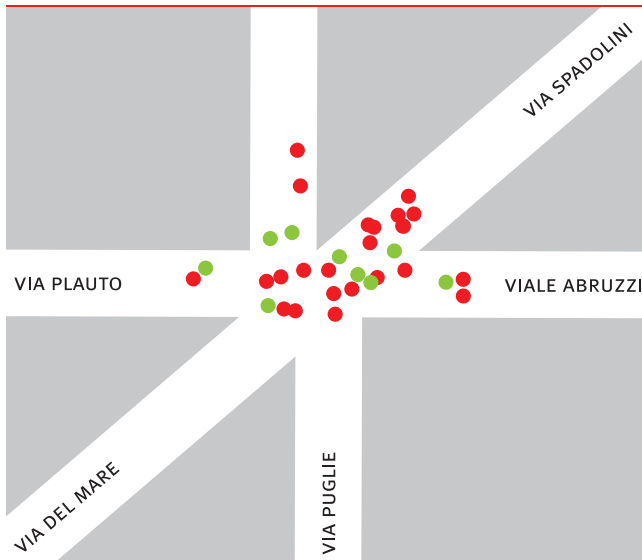 VIA SPADOLINI
VIA PLAUTO
VIALE ABRUZZI
VIA DEL MARE
VIA PUGLIE